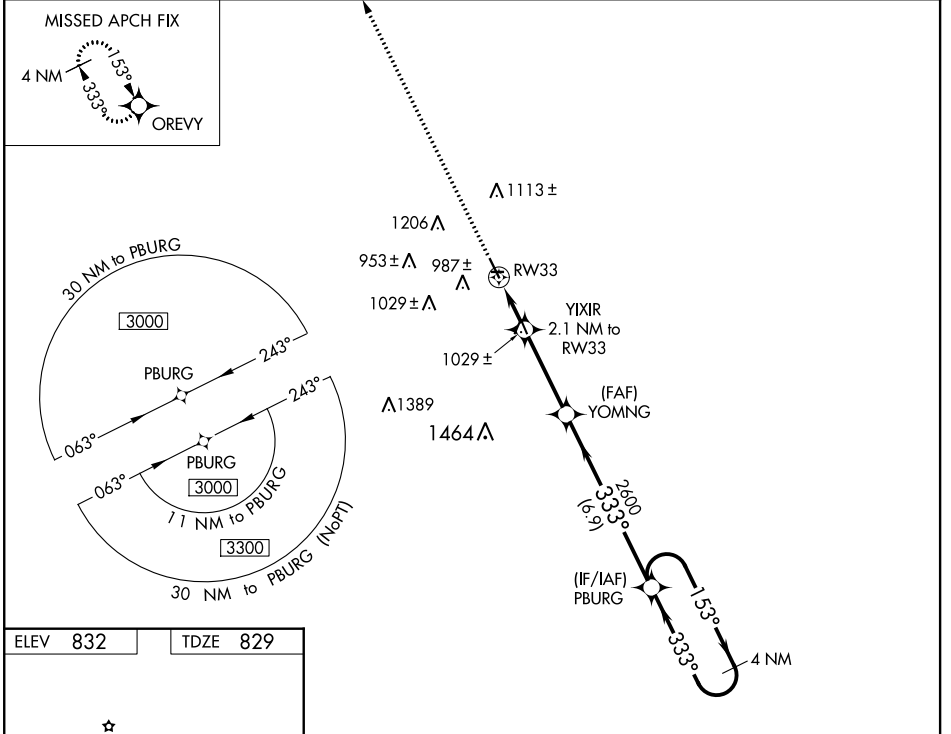 MISSED APCH FIX
4 NM
153°
333°
OREVY
1113 ±
1206
953 ±
987 ±
RW33
1029 ±
YIXIR
2.1 NM to
RW33
1029 ±
(FAF)
YOMNG
1389
1464
30 NM to PBURG
3000
243°
PBURG
063°
243°
PBURG
063°
3000
11 NM to PBURG
3300
30 NM to PBURG (NoPT)
2600
333°
(6.9)
(IF/IAF)
PBURG
153°
333°
4 NM
ELEV 832
TDZE 829